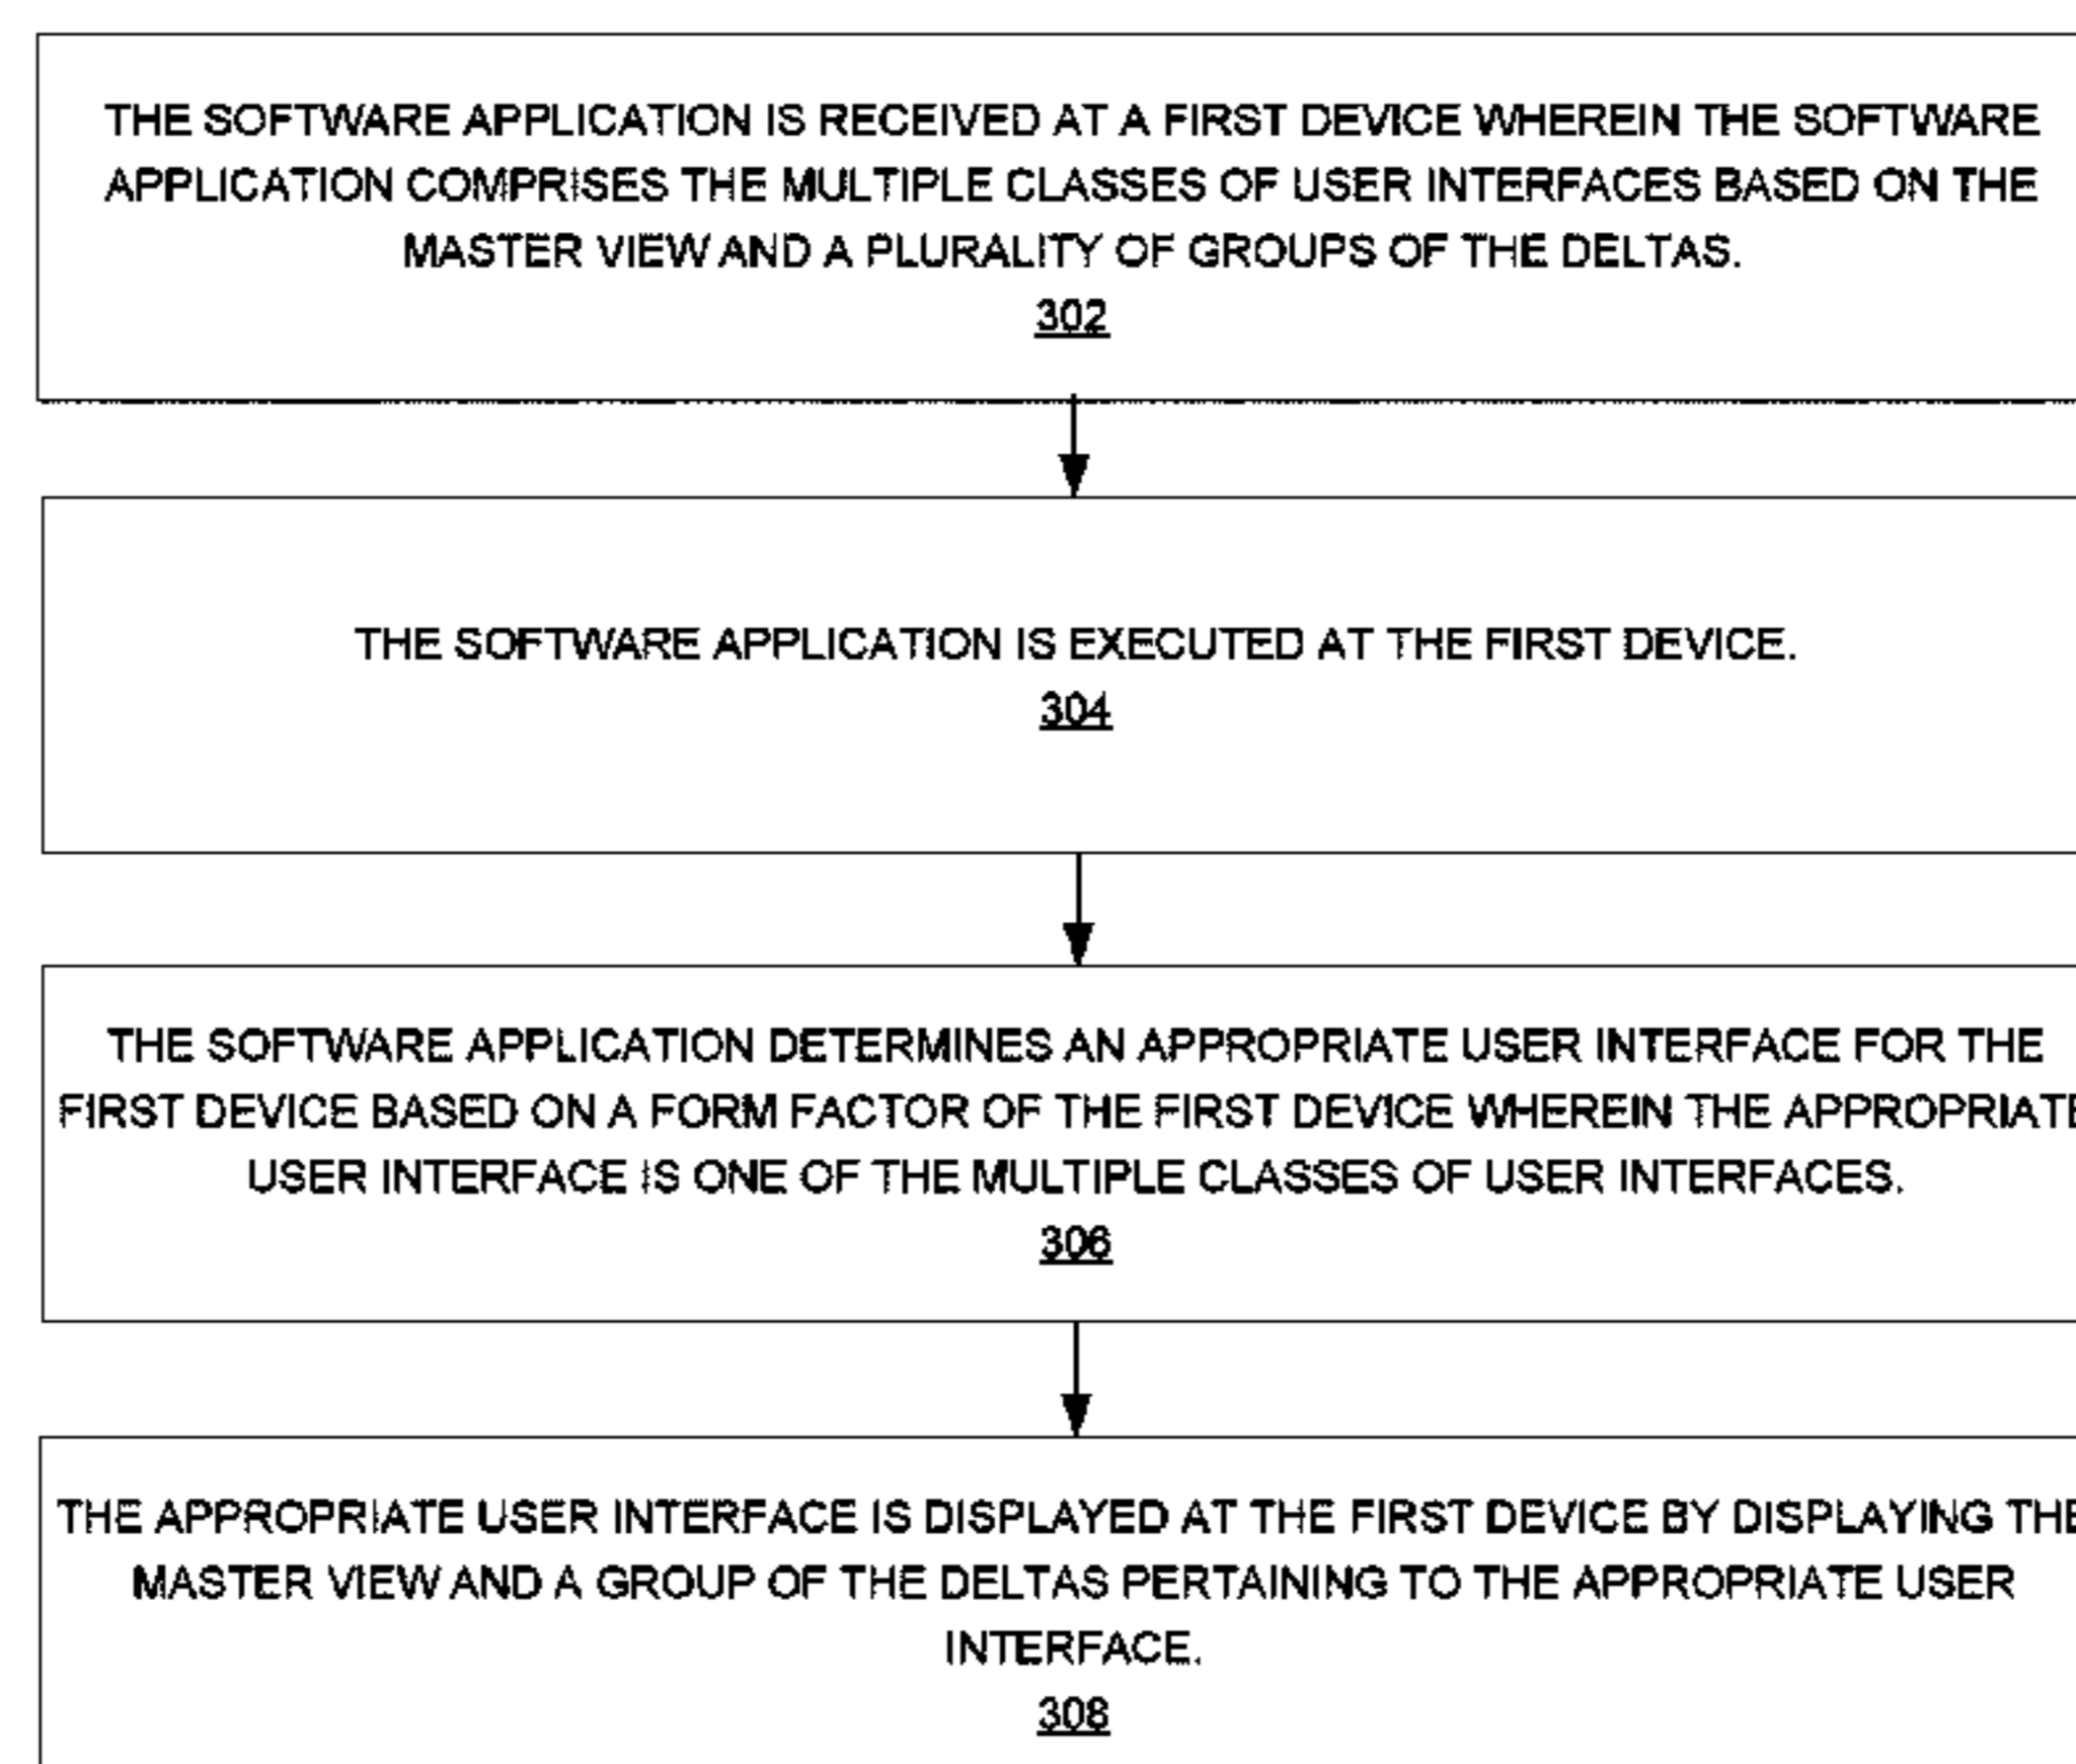 THE SOFTWARE APPLICATION IS RECEIVED AT A FIRST DEVICE WHEREIN THE SOFTWARE
APPLICATION COMPRISES THE MULTIPLE CLASSES OF USER INTERFACES BASED ON THE
MASTER VIEW AND A PLURALITY OF GROUPS OF THE DELTAS.
302
THE SOFTWARE APPLICATION IS EXECUTED AT THE FIRST DEVICE.
304
THE SOFTWARE APPLICATION DETERMINES AN APPROPRIATE USER INTERFACE FOR THE
FIRST DEVICE BASED ON A FORM FACTOR OF THE FIRST DEVICE WHEREIN THE APPROPRIATE
USER INTERFACE IS ONE OF THE MULTIPLE CLASSES OF USER INTERFACES.
306
THE APPROPRIATE USER INTERFACE IS DISPLAYED AT THE FIRST DEVICE BY DISPLAYING THE
MASTER VIEW AND A GROUP OF THE DELTAS PERTAINING TO THE APPROPRIATE USER
INTERFACE.
308